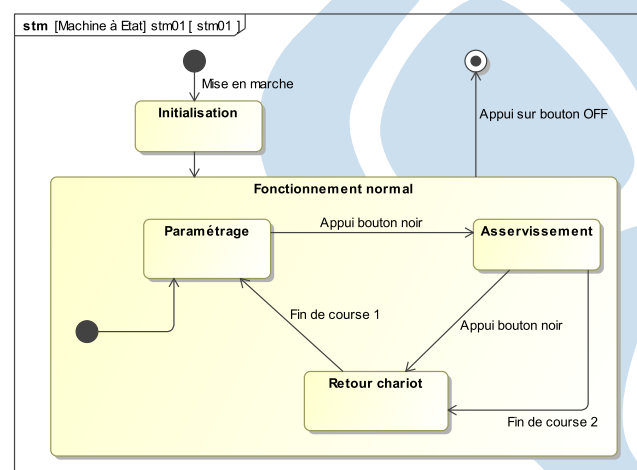 stm [Machine à Etat] stm01 [ stm01 ]
Mise en marche
Initialisation
Appui sur bouton OFF
Fonctionnement normal
Paramétrage
Appui bouton noir
Asservissement
Fin de course 1
Appui bouton noir
Retour chariot
Fin de course 2